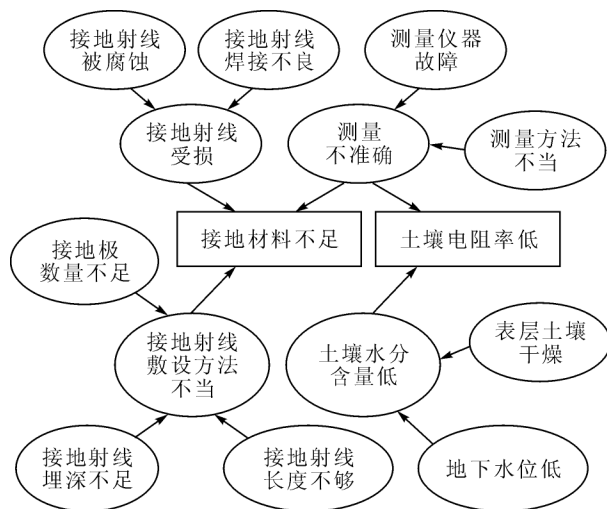 接地射线
被腐蚀
接地射线
焊接不良
测量仪器
故障
接地射线
受损
测量
不准确
测量方法
不当
接地材料不足
土壤电阻率低
接地极
数量不足
接地射线
敷设方法
不当
土壤水分
含量低
表层土壤
干燥
接地射线
埋深不足
接地射线
长度不够
地下水位低